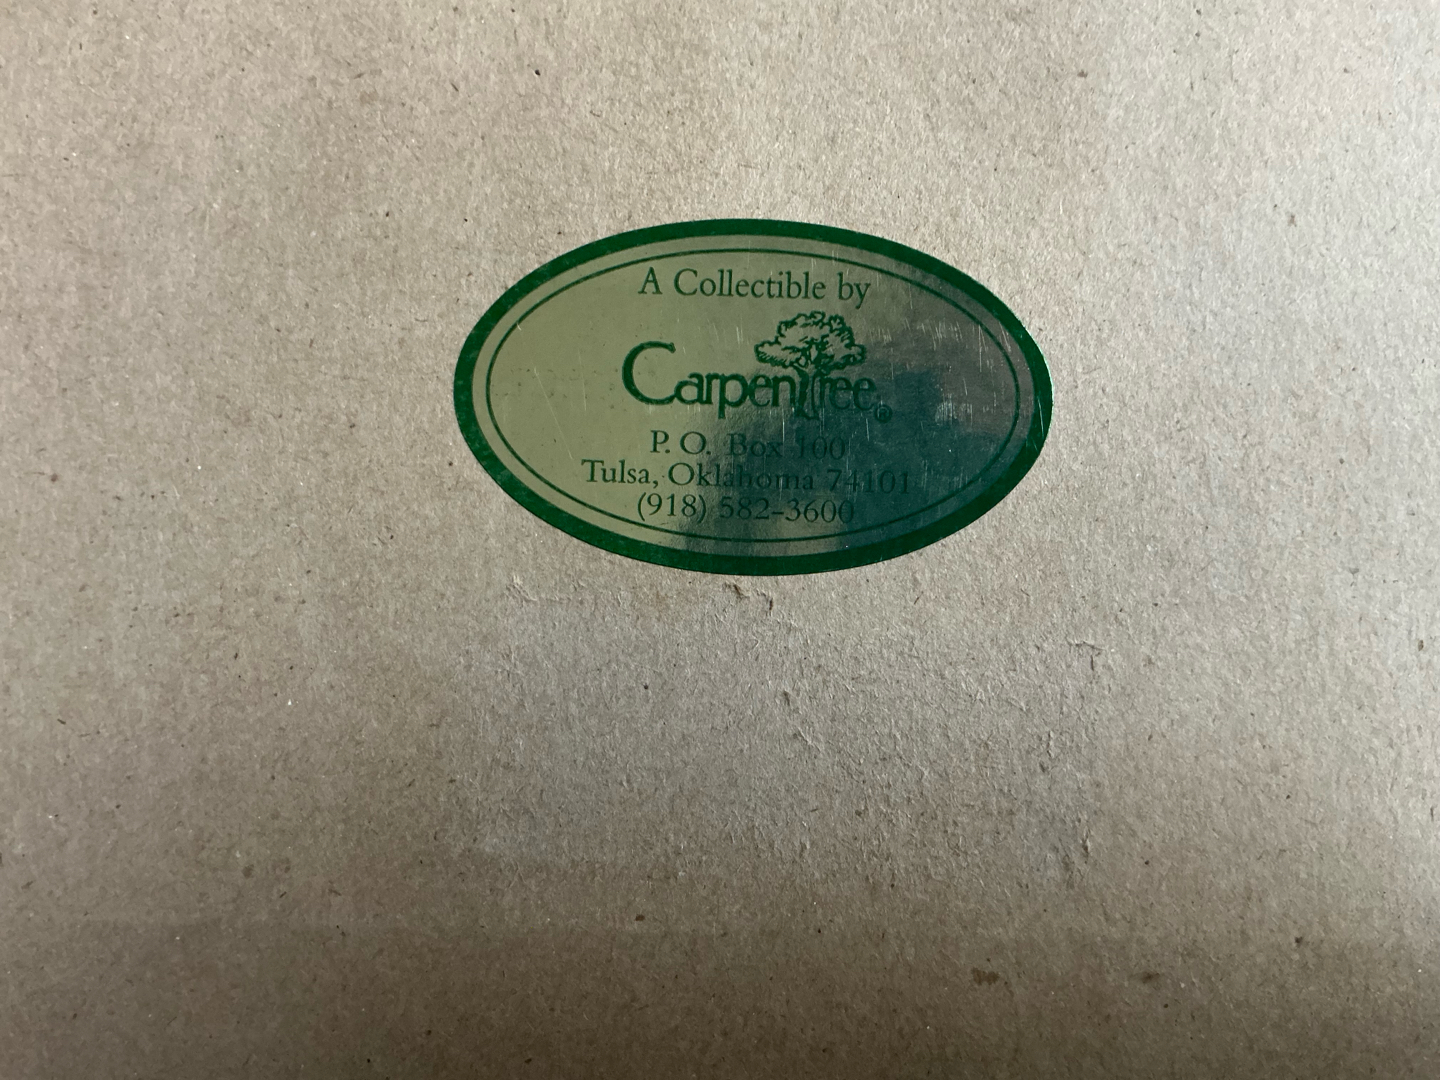 A Collectible by
CarpenTree®
P. O. Box 100
Tulsa, Oklahoma 74101
(918) 582-3600